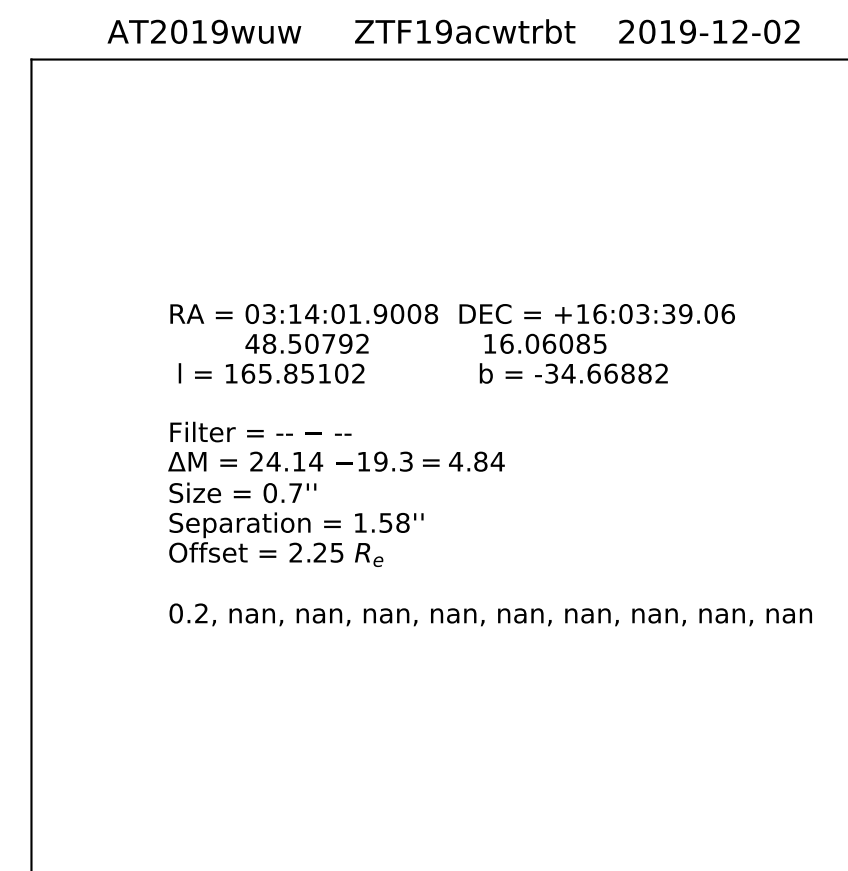 AT2019wuw ZTF19acwtrbt 2019-12-02
RA = 03:14:01.9008 DEC = +16:03:39.06
48.50792 16.06085
l = 165.85102 b = -34.66882
Filter = -- − --
ΔM = 24.14 −19.3 = 4.84
Size = 0.7''
Separation = 1.58''
Offset = 2.25 Re
0.2, nan, nan, nan, nan, nan, nan, nan, nan, nan